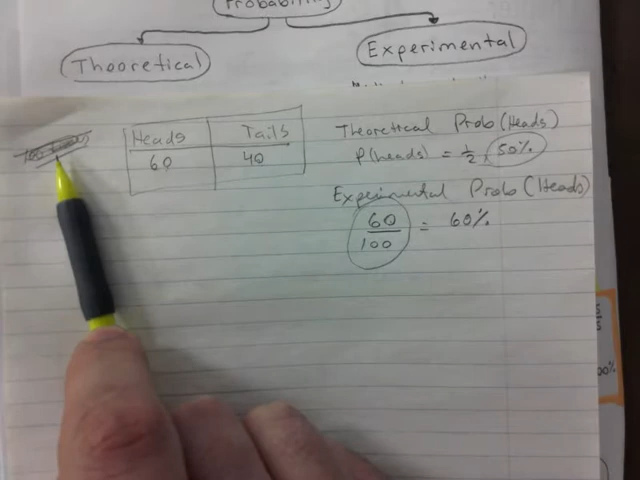 Probability
Theoretical
Experimental
Heads Tails
60 40
Theoretical Prob (Heads)
P(heads) = 1/2, 50%
Experimental Prob (Heads)
60/100 = 60%
00%